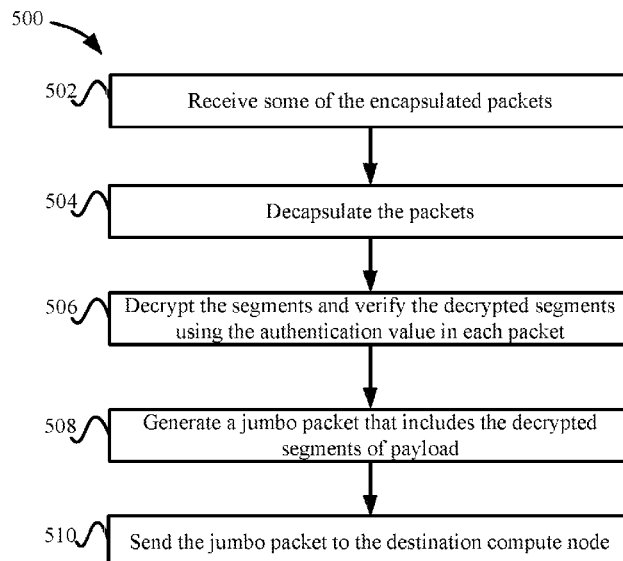 500
502
Receive some of the encapsulated packets
504
Decapsulate the packets
506
Decrypt the segments and verify the decrypted segments
using the authentication value in each packet
508
Generate a jumbo packet that includes the decrypted
segments of payload
510
Send the jumbo packet to the destination compute node